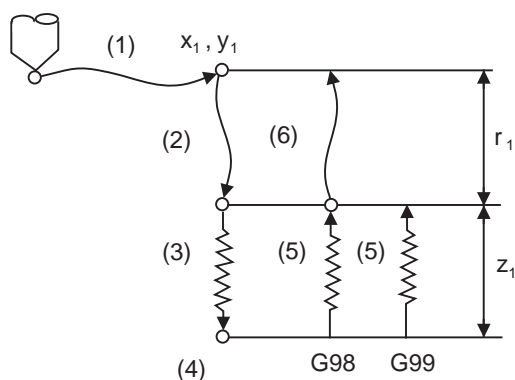 (1)
x1 , y1
(2)
(6)
r1
(3)
(5)
(5)
z1
(4)
G98
G99